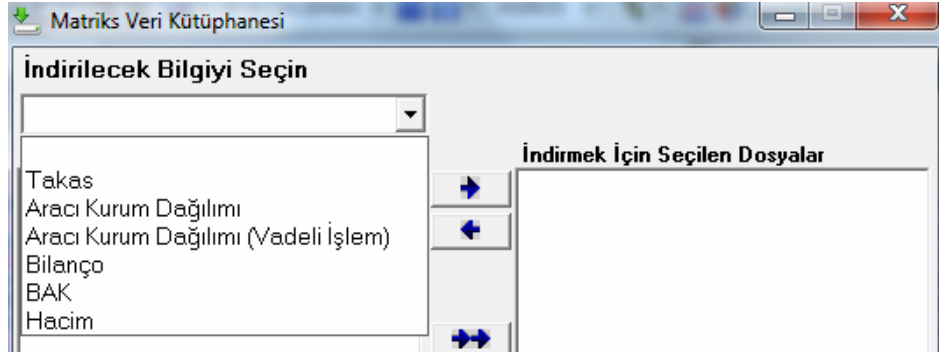 Matriks Veri Kütüphanesi
İndirilecek Bilgiyi Seçin
İndirmek İçin Seçilen Dosyalar
Takas
Aracı Kurum Dağılımı
Aracı Kurum Dağılımı (Vadeli İşlem)
Bilanço
BAK
Hacim